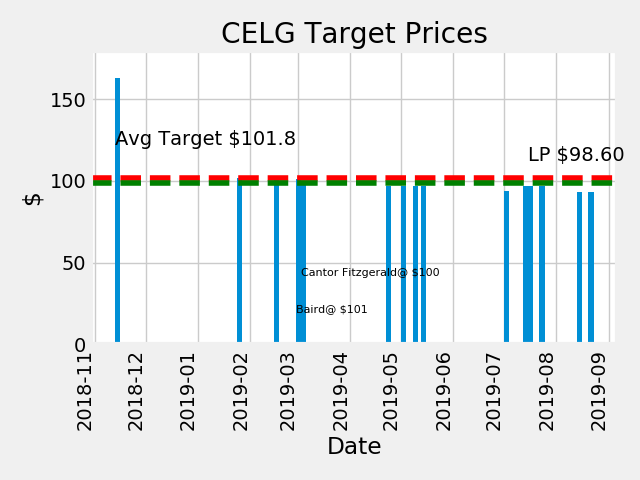 CELG Target Prices
150
Avg Target $101.8
LP $98.60
100
$
50
Cantor Fitzgerald@ $100
Baird@ $101
0
2018-11
2018-12
2019-01
2019-02
2019-03
2019-04
2019-05
2019-06
2019-07
2019-08
2019-09
Date